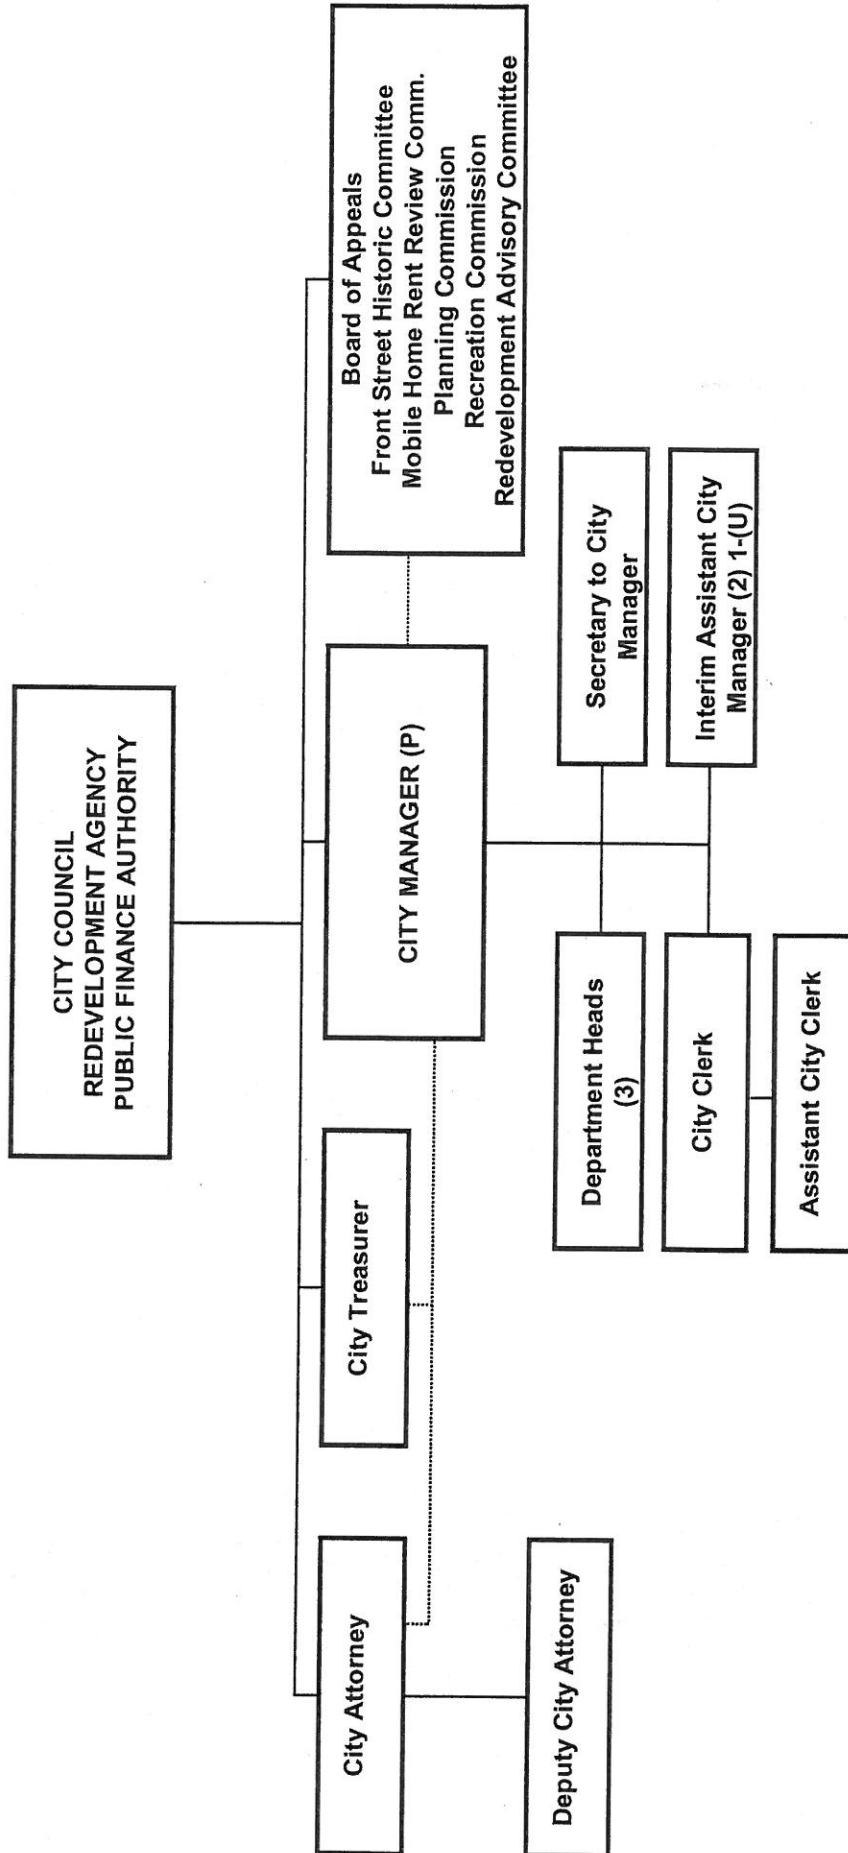 CITY COUNCIL
REDEVELOPMENT AGENCY
PUBLIC FINANCE AUTHORITY
City Attorney
City Treasurer
CITY MANAGER (P)
Board of Appeals
Front Street Historic Committee
Mobile Home Rent Review Comm.
Planning Commission
Recreation Commission
Redevelopment Advisory Committee
Deputy City Attorney
Department Heads
(3)
Secretary to City
Manager
City Clerk
Interim Assistant City
Manager (2) 1-(U)
Assistant City Clerk